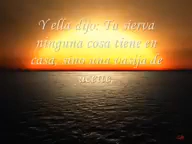 Y ella dijo: Tu sierva
ninguna cosa tiene en
casa, sino una vasija de
aceite.